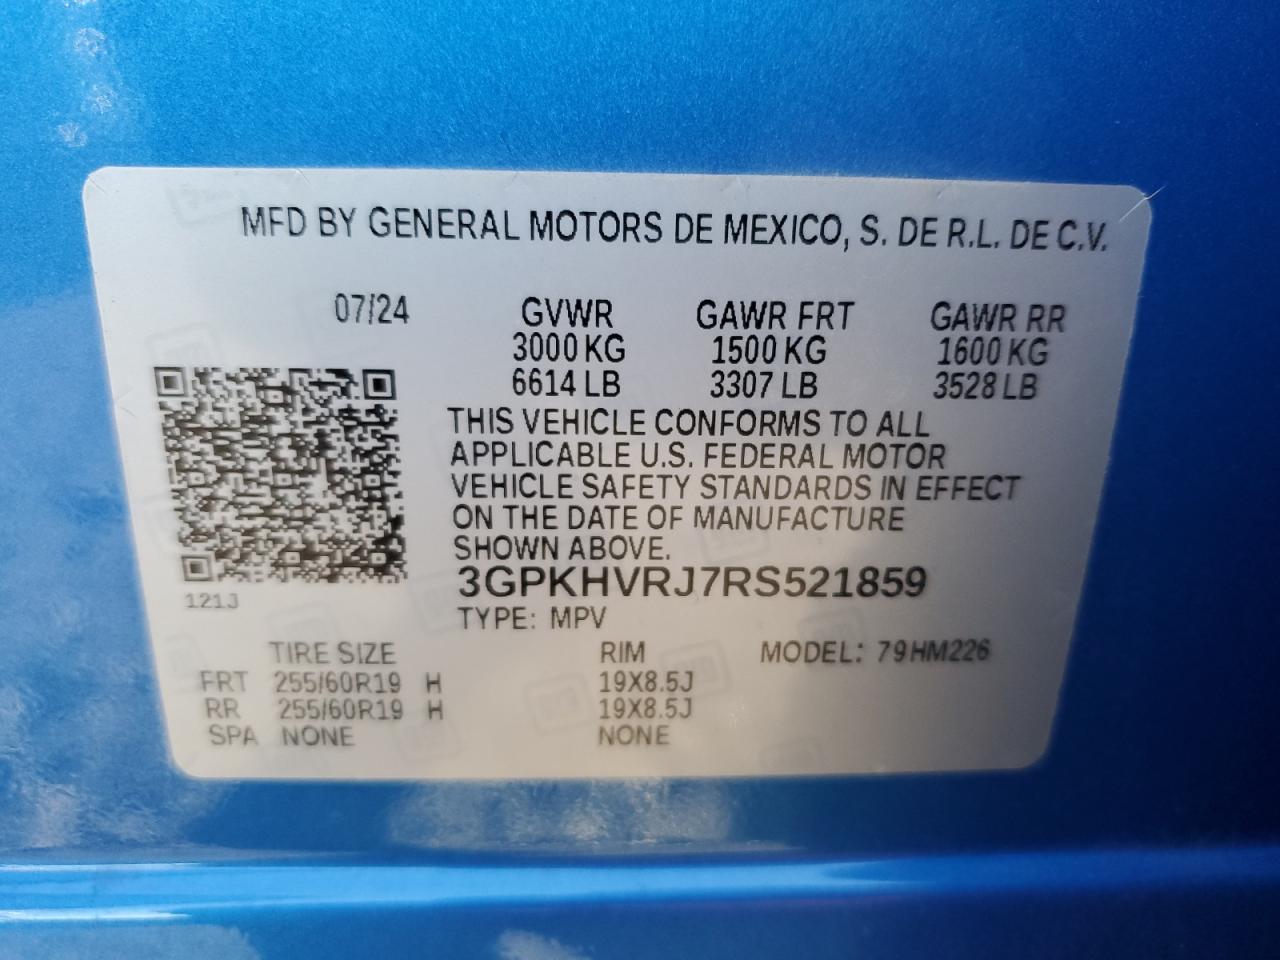 MFD BY GENERAL MOTORS DE MEXICO, S. DE R.L. DE C.V.
07/24 GVWR GAWR FRT GAWR RR
3000 KG 1500 KG 1600 KG
6614 LB 3307 LB 3528 LB
THIS VEHICLE CONFORMS TO ALL
APPLICABLE U.S. FEDERAL MOTOR
VEHICLE SAFETY STANDARDS IN EFFECT
ON THE DATE OF MANUFACTURE
SHOWN ABOVE.
3GPKHVRJ7RS521859
121J
TYPE: MPV
TIRE SIZE RIM MODEL: 79HM226
FRT 255/60R19 H 19X8.5J
RR 255/60R19 H 19X8.5J
SPA NONE NONE